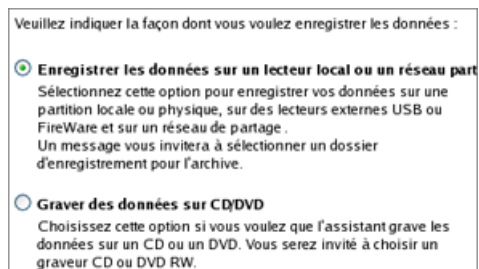 Veuillez indiquer la façon dont vous voulez enregistrer les données :
Enregistrer les données sur un lecteur local ou un réseau part
Sélectionnez cette option pour enregistrer vos données sur une
partition locale ou physique, sur des lecteurs externes USB ou
FireWare et sur un réseau de partage .
Un message vous invitera à sélectionner un dossier
d'enregistrement pour l'archive.
Graver des données sur CD/DVD
Choisissez cette option si vous voulez que l'assistant grave les
données sur un CD ou un DVD. Vous serez invité à choisir un
graveur CD ou DVD RW.